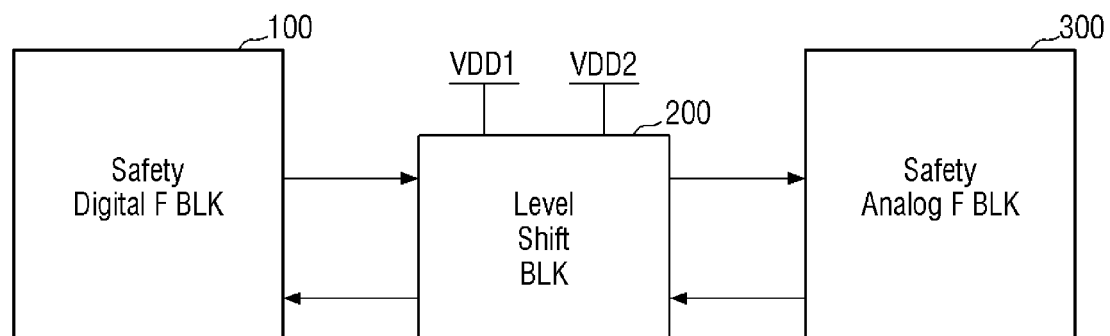 100
300
VDD1
VDD2
200
Safety
Digital F BLK
Level
Shift
BLK
Safety
Analog F BLK